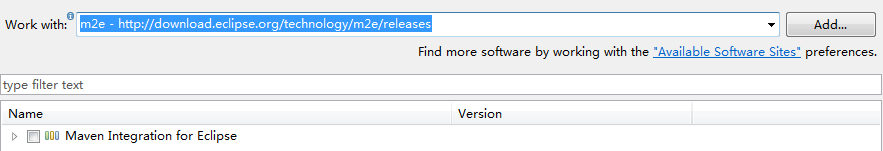 Work with: m2e - http://download.eclipse.org/technology/m2e/releases Add...
Find more software by working with the "Available Software Sites" preferences.
type filter text
Name Version
Maven Integration for Eclipse